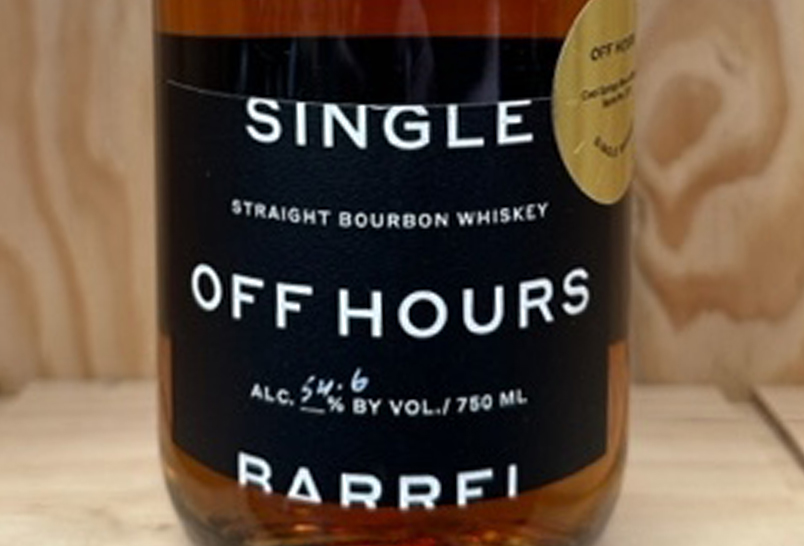 SINGLE
STRAIGHT BOURBON WHISKEY
OFF HOURS
ALC. 54.6% BY VOL./ 750 ML
BARREL
OFF HOURS